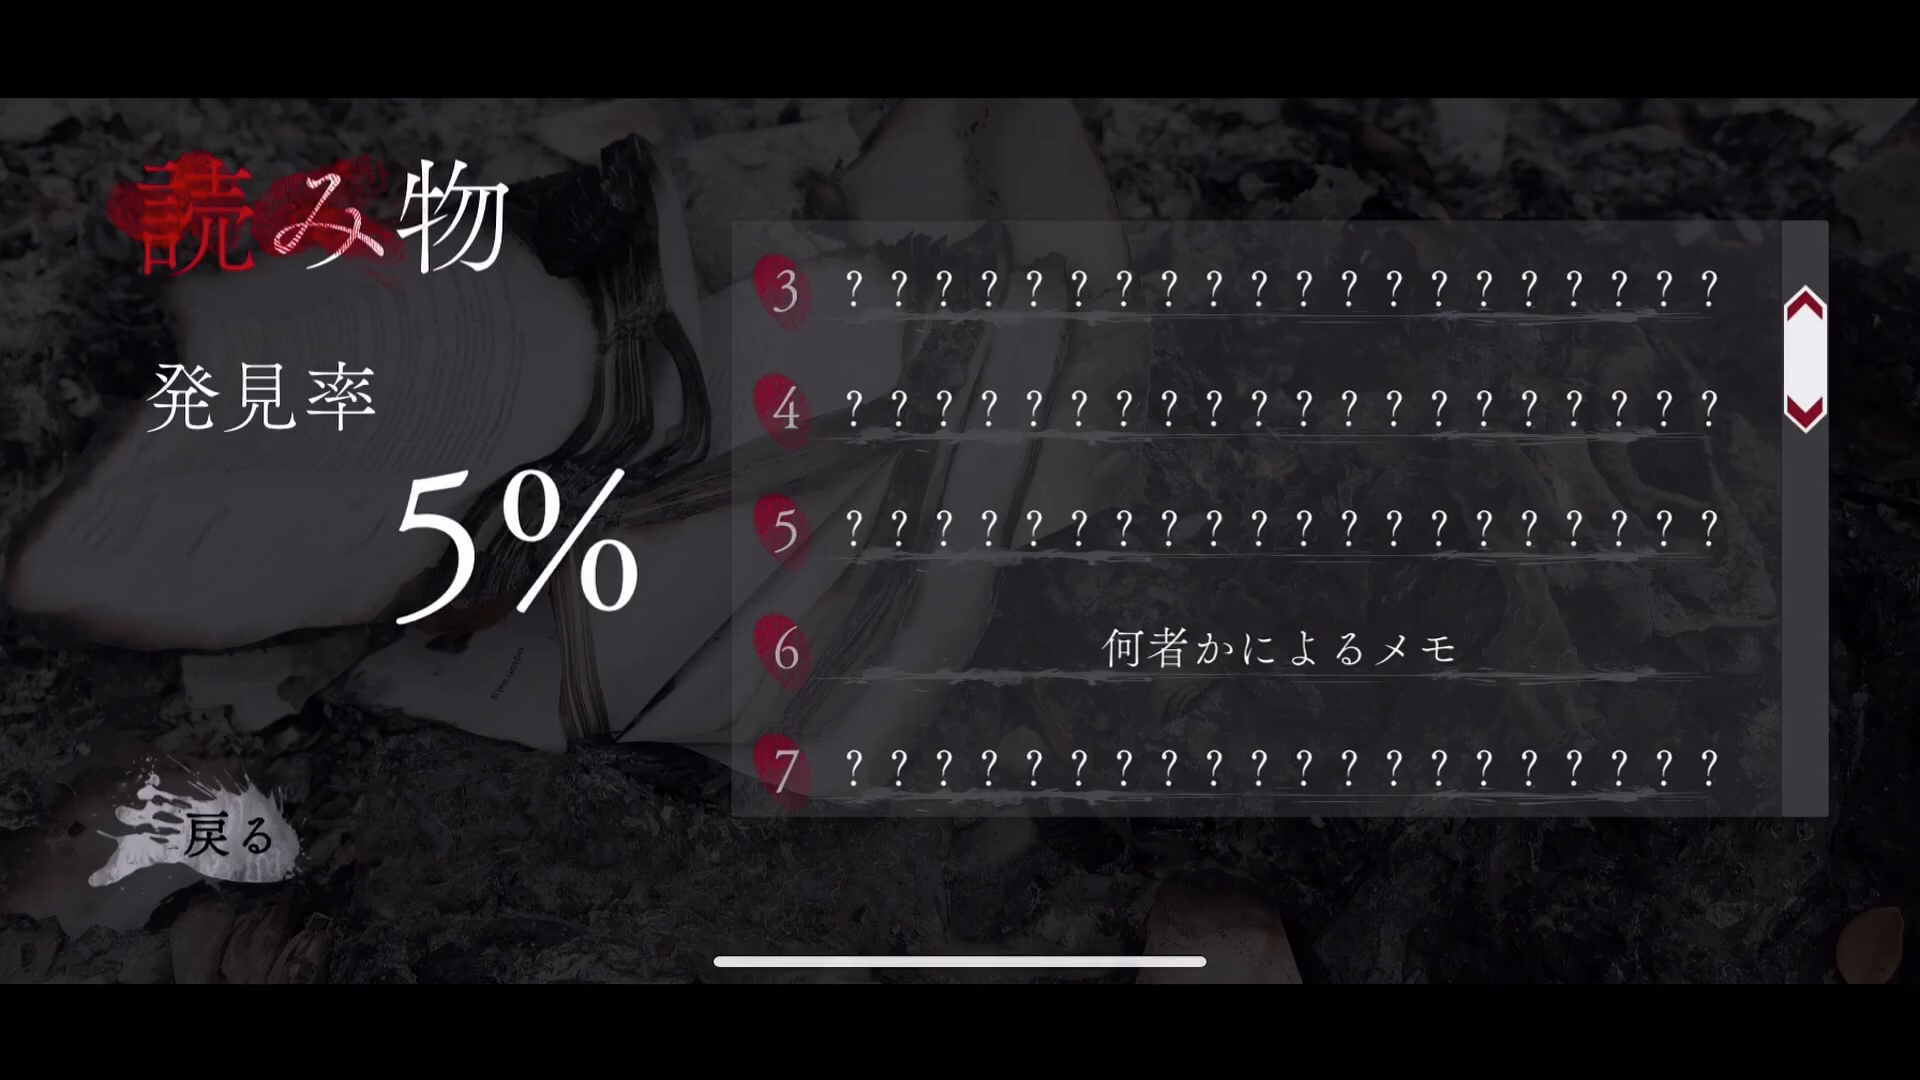 読み物
発見率
5%
3 ? ? ? ? ? ? ? ? ? ? ? ? ? ? ? ? ? ? ? ?
4 ? ? ? ? ? ? ? ? ? ? ? ? ? ? ? ? ? ? ? ?
5 ? ? ? ? ? ? ? ? ? ? ? ? ? ? ? ? ? ? ? ?
6 何者かによるメモ
7 ? ? ? ? ? ? ? ? ? ? ? ? ? ? ? ? ? ? ? ?
戻る